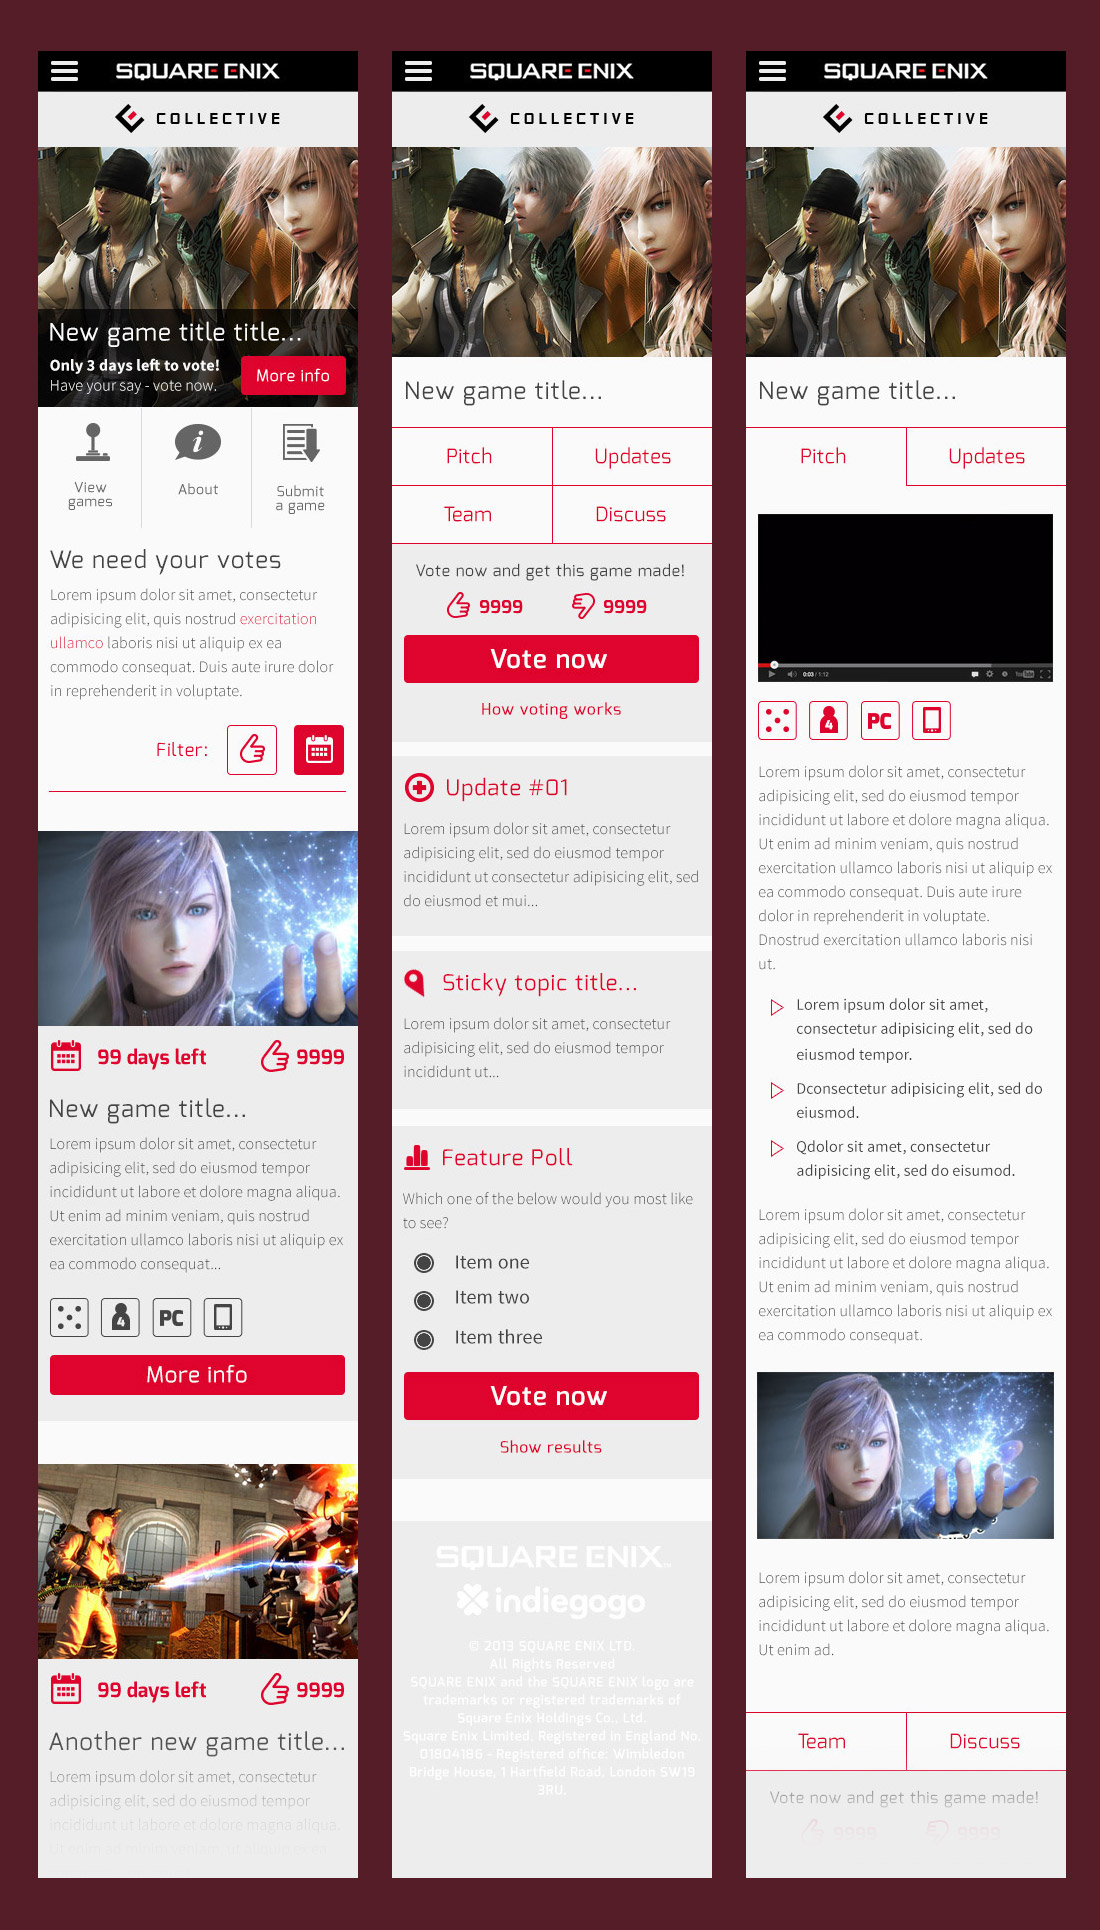 SQUARE ENIX
COLLECTIVE
New game title title...
Only 3 days left to vote!
Have your say - vote now.
More info
View
games
About
Submit
a game
We need your votes
Lorem ipsum dolor sit amet, consectetur
adipisicing elit, quis nostrud exercitation
ullamco laboris nisi ut aliquip ex ea
commodo consequat. Duis aute irure dolor
in reprehenderit in voluptate.
Filter:
99 days left
9999
New game title...
Lorem ipsum dolor sit amet, consectetur
adipisicing elit, sed do eiusmod tempor
incididunt ut labore et dolore magna aliqua.
Ut enim ad minim veniam, quis nostrud
exercitation ullamco laboris nisi ut aliquip ex
ea commodo consequat...
4
PC
More info
99 days left
9999
Another new game title...
Lorem ipsum dolor sit amet, consectetur
adipisicing elit, sed do eiusmod tempor
incididunt ut labore et dolore magna aliqua.
Ut enim ad minim veniam, quis nostrud
exercitation ullamco laboris nisi ut aliquip ex ea
SQUARE ENIX
COLLECTIVE
New game title...
Pitch
Updates
Team
Discuss
Vote now and get this game made!
9999
9999
Vote now
How voting works
Update #01
Lorem ipsum dolor sit amet, consectetur
adipisicing elit, sed do eiusmod tempor
incididunt ut consectetur adipisicing elit, sed
do eiusmod et mui...
Sticky topic title...
Lorem ipsum dolor sit amet, consectetur
adipisicing elit, sed do eiusmod tempor
incididunt ut...
Feature Poll
Which one of the below would you most like
to see?
Item one
Item two
Item three
Vote now
Show results
SQUARE ENIX
indiegogo
© 2013 SQUARE ENIX LTD.
All Rights Reserved
SQUARE ENIX and the SQUARE ENIX logo are
trademarks or registered trademarks of
Square Enix Holdings Co., Ltd.
Square Enix Limited. Registered in England No.
01804186 - Registered office: Wimbledon
Bridge House, 1 Hartfield Road, London SW19
3RU.
SQUARE ENIX
COLLECTIVE
New game title...
Pitch
Updates
0:03 / 1:12
YouTube
4
PC
Lorem ipsum dolor sit amet, consectetur
adipisicing elit, sed do eiusmod tempor
incididunt ut labore et dolore magna aliqua.
Ut enim ad minim veniam, quis nostrud
exercitation ullamco laboris nisi ut aliquip ex
ea commodo consequat. Duis aute irure
dolor in reprehenderit in voluptate.
Dnostrud exercitation ullamco laboris nisi
ut.
Lorem ipsum dolor sit amet,
consectetur adipisicing elit, sed do
eiusmod tempor.
Dconsectetur adipisicing elit, sed do
eiusmod.
Qdolor sit amet, consectetur
adipisicing elit, sed do eisumod.
Lorem ipsum dolor sit amet, consectetur
adipisicing elit, sed do eiusmod tempor
incididunt ut labore et dolore magna aliqua.
Ut enim ad minim veniam, quis nostrud
exercitation ullamco laboris nisi ut aliquip ex
ea commodo consequat.
Lorem ipsum dolor sit amet, consectetur
adipisicing elit, sed do eiusmod tempor
incididunt ut labore et dolore magna aliqua.
Ut enim ad.
Team
Discuss
Vote now and get this game made!
9999
9999